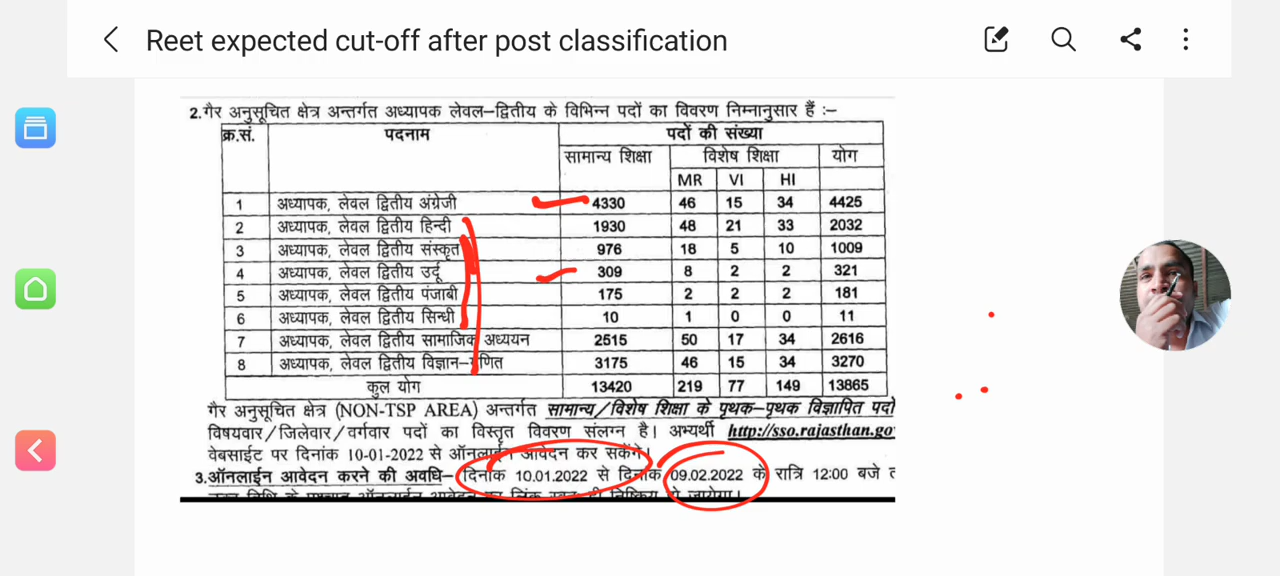 Reet expected cut-off after post classification
2. गैर अनुसूचित क्षेत्र अन्तर्गत अध्यापक लेवल–द्वितीय के विभिन्न पदों का विवरण निम्नानुसार हैं :–
क्र.सं. पदनाम पदों की संख्या
सामान्य शिक्षा विशेष शिक्षा योग
MR VI HI
1 अध्यापक, लेवल द्वितीय अंग्रेजी 4330 46 15 34 4425
2 अध्यापक, लेवल द्वितीय हिन्दी 1930 48 21 33 2032
3 अध्यापक, लेवल द्वितीय संस्कृत 976 18 5 10 1009
4 अध्यापक, लेवल द्वितीय उर्दू 309 8 2 2 321
5 अध्यापक, लेवल द्वितीय पंजाबी 175 2 2 2 181
6 अध्यापक, लेवल द्वितीय सिन्धी 10 1 0 0 11
7 अध्यापक, लेवल द्वितीय सामाजिक अध्ययन 2515 50 17 34 2616
8 अध्यापक, लेवल द्वितीय विज्ञान–गणित 3175 46 15 34 3270
कुल योग 13420 219 77 149 13865
गैर अनुसूचित क्षेत्र (NON-TSP AREA) अन्तर्गत सामान्य/विशेष शिक्षा के पृथक–पृथक विज्ञापित पदों
विषयवार/जिलेवार/वर्गवार पदों का विस्तृत विवरण संलग्न है। अभ्यर्थी http://sso.rajasthan.go
वेबसाईट पर दिनांक 10-01-2022 से ऑनलाईन आवेदन कर सकेंगे।
3. ऑनलाईन आवेदन करने की अवधि– दिनांक 10.01.2022 से दिनांक 09.02.2022 के रात्रि 12:00 बजे
जायेगा।